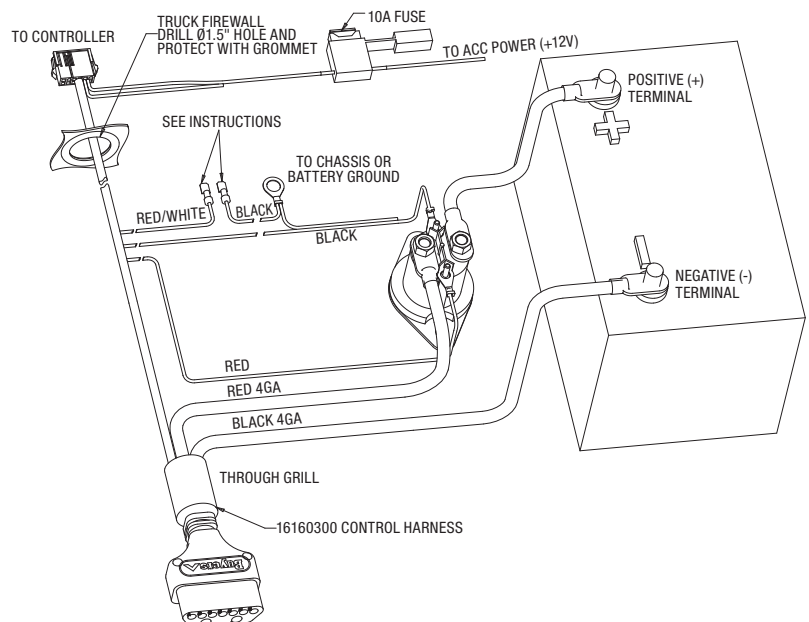 TO CONTROLLER
TRUCK FIREWALL
DRILL Ø1.5" HOLE AND
PROTECT WITH GROMMET
10A FUSE
TO ACC POWER (+12V)
POSITIVE (+)
TERMINAL
SEE INSTRUCTIONS
TO CHASSIS OR
BATTERY GROUND
RED/WHITE
BLACK
BLACK
NEGATIVE (-)
TERMINAL
RED
RED 4GA
BLACK 4GA
THROUGH GRILL
16160300 CONTROL HARNESS
Buyers